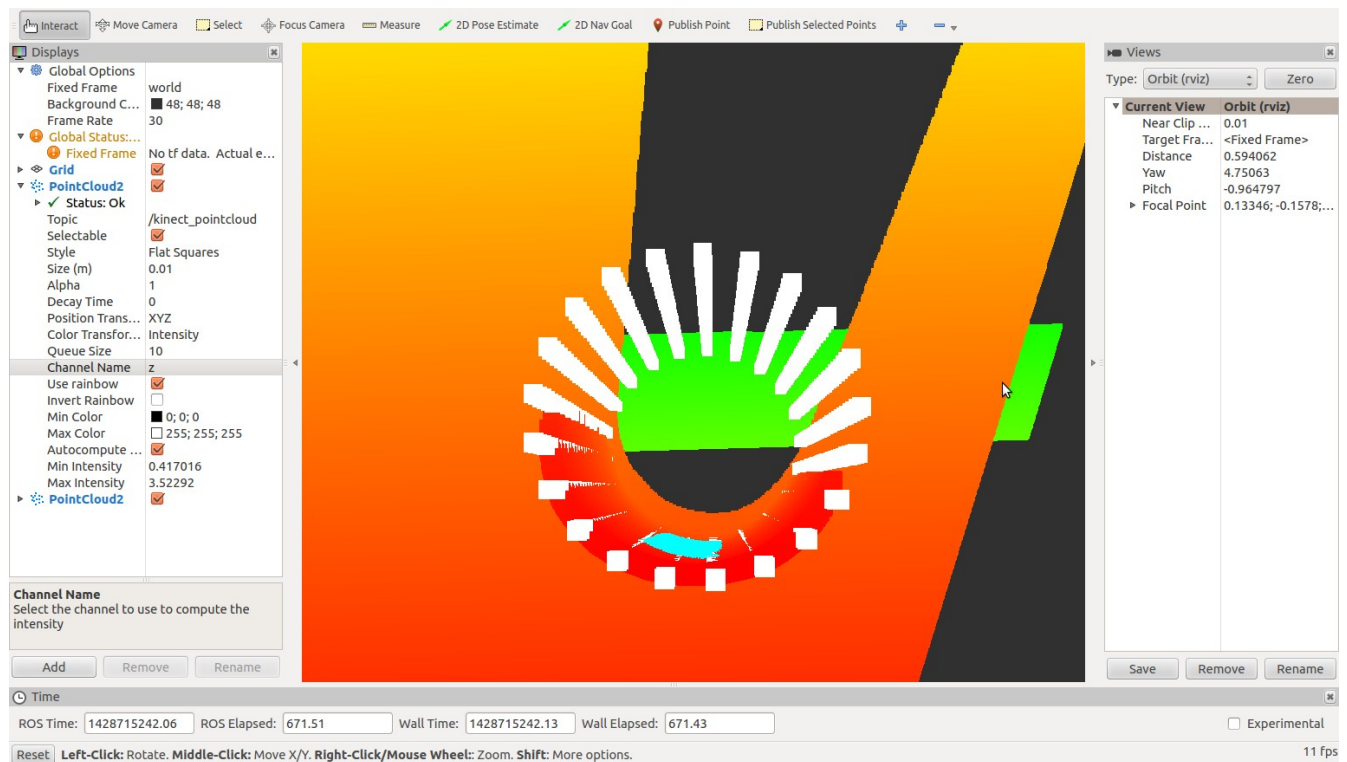 Interact Move Camera Select Focus Camera Measure 2D Pose Estimate 2D Nav Goal Publish Point Publish Selected Points
Displays
Global Options
Fixed Frame world
Background C... 48; 48; 48
Frame Rate 30
Global Status:...
Fixed Frame No tf data. Actual e...
Grid
PointCloud2
Status: Ok
Topic /kinect_pointcloud
Selectable
Style Flat Squares
Size (m) 0.01
Alpha 1
Decay Time 0
Position Trans... XYZ
Color Transfor... Intensity
Queue Size 10
Channel Name z
Use rainbow
Invert Rainbow
Min Color 0; 0; 0
Max Color 255; 255; 255
Autocompute ...
Min Intensity 0.417016
Max Intensity 3.52292
PointCloud2
Channel Name
Select the channel to use to compute the
intensity
Add Remove Rename
Views
Type: Orbit (rviz) Zero
Current View Orbit (rviz)
Near Clip ... 0.01
Target Fra... <Fixed Frame>
Distance 0.594062
Yaw 4.75063
Pitch -0.964797
Focal Point 0.13346; -0.1578;...
Save Remove Rename
Time
ROS Time: 1428715242.06 ROS Elapsed: 671.51 Wall Time: 1428715242.13 Wall Elapsed: 671.43 Experimental
Reset Left-Click: Rotate. Middle-Click: Move X/Y. Right-Click/Mouse Wheel:: Zoom. Shift: More options. 11 fps